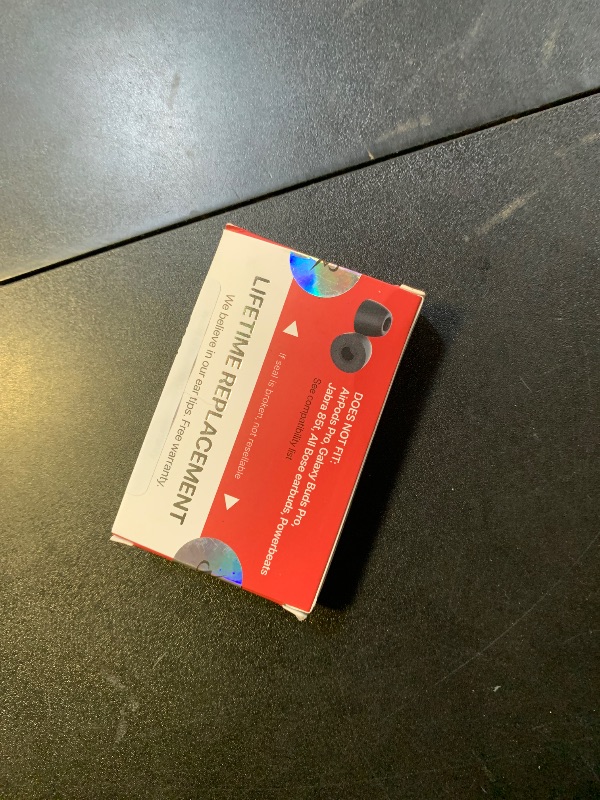 DOES NOT FIT:
AirPods Pro, Galaxy Buds Pro,
Jabra 85t, All Bose earbuds, Powerbeats
See compatibility list
If seal is broken, not resellable
LIFETIME REPLACEMENT
We believe in our ear tips. Free warranty.